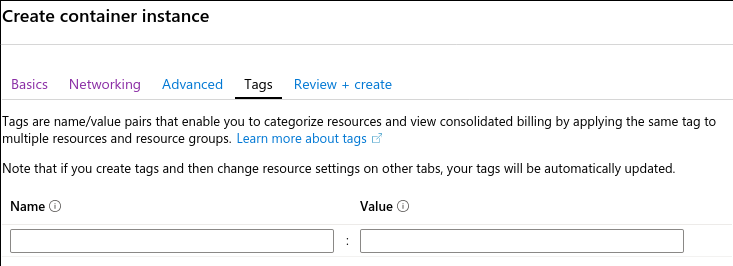 Create container instance
Basics Networking Advanced Tags Review + create
Tags are name/value pairs that enable you to categorize resources and view consolidated billing by applying the same tag to
multiple resources and resource groups. Learn more about tags
Note that if you create tags and then change resource settings on other tabs, your tags will be automatically updated.
Name Value
: